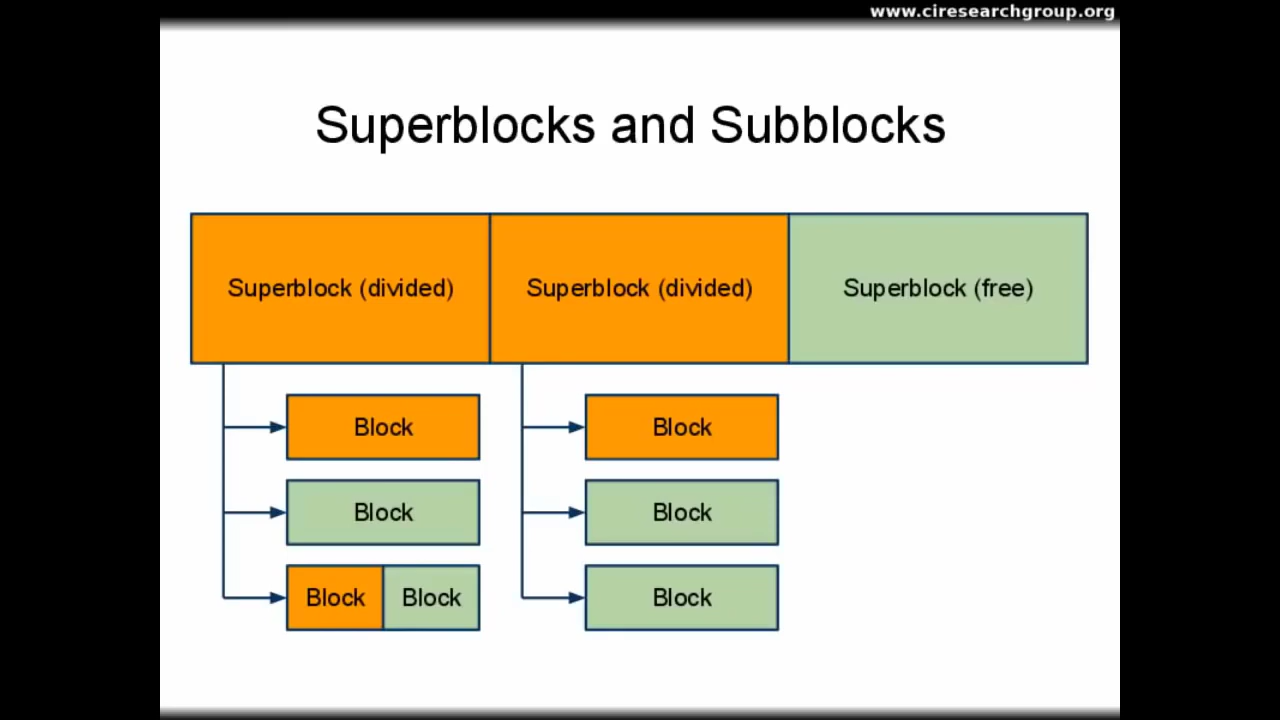 www.ciresearchgroup.org
Superblocks and Subblocks
Superblock (divided)
Superblock (divided)
Superblock (free)
Block
Block
Block
Block
Block Block
Block